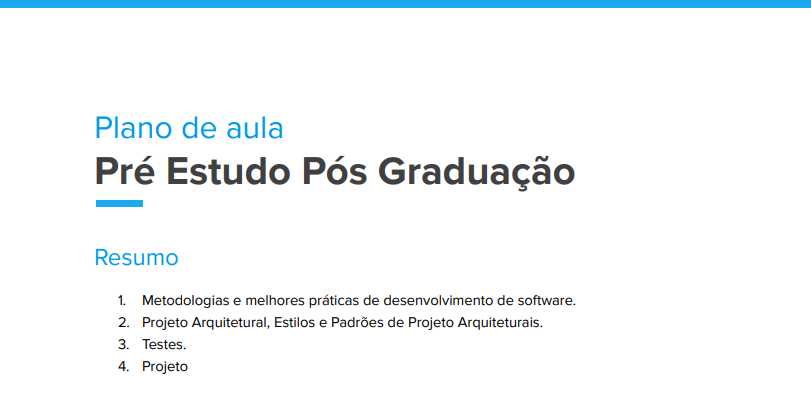 Plano de aula
Pré Estudo Pós Graduação
Resumo
1. Metodologias e melhores práticas de desenvolvimento de software.
2. Projeto Arquitetural, Estilos e Padrões de Projeto Arquiteturais.
3. Testes.
4. Projeto